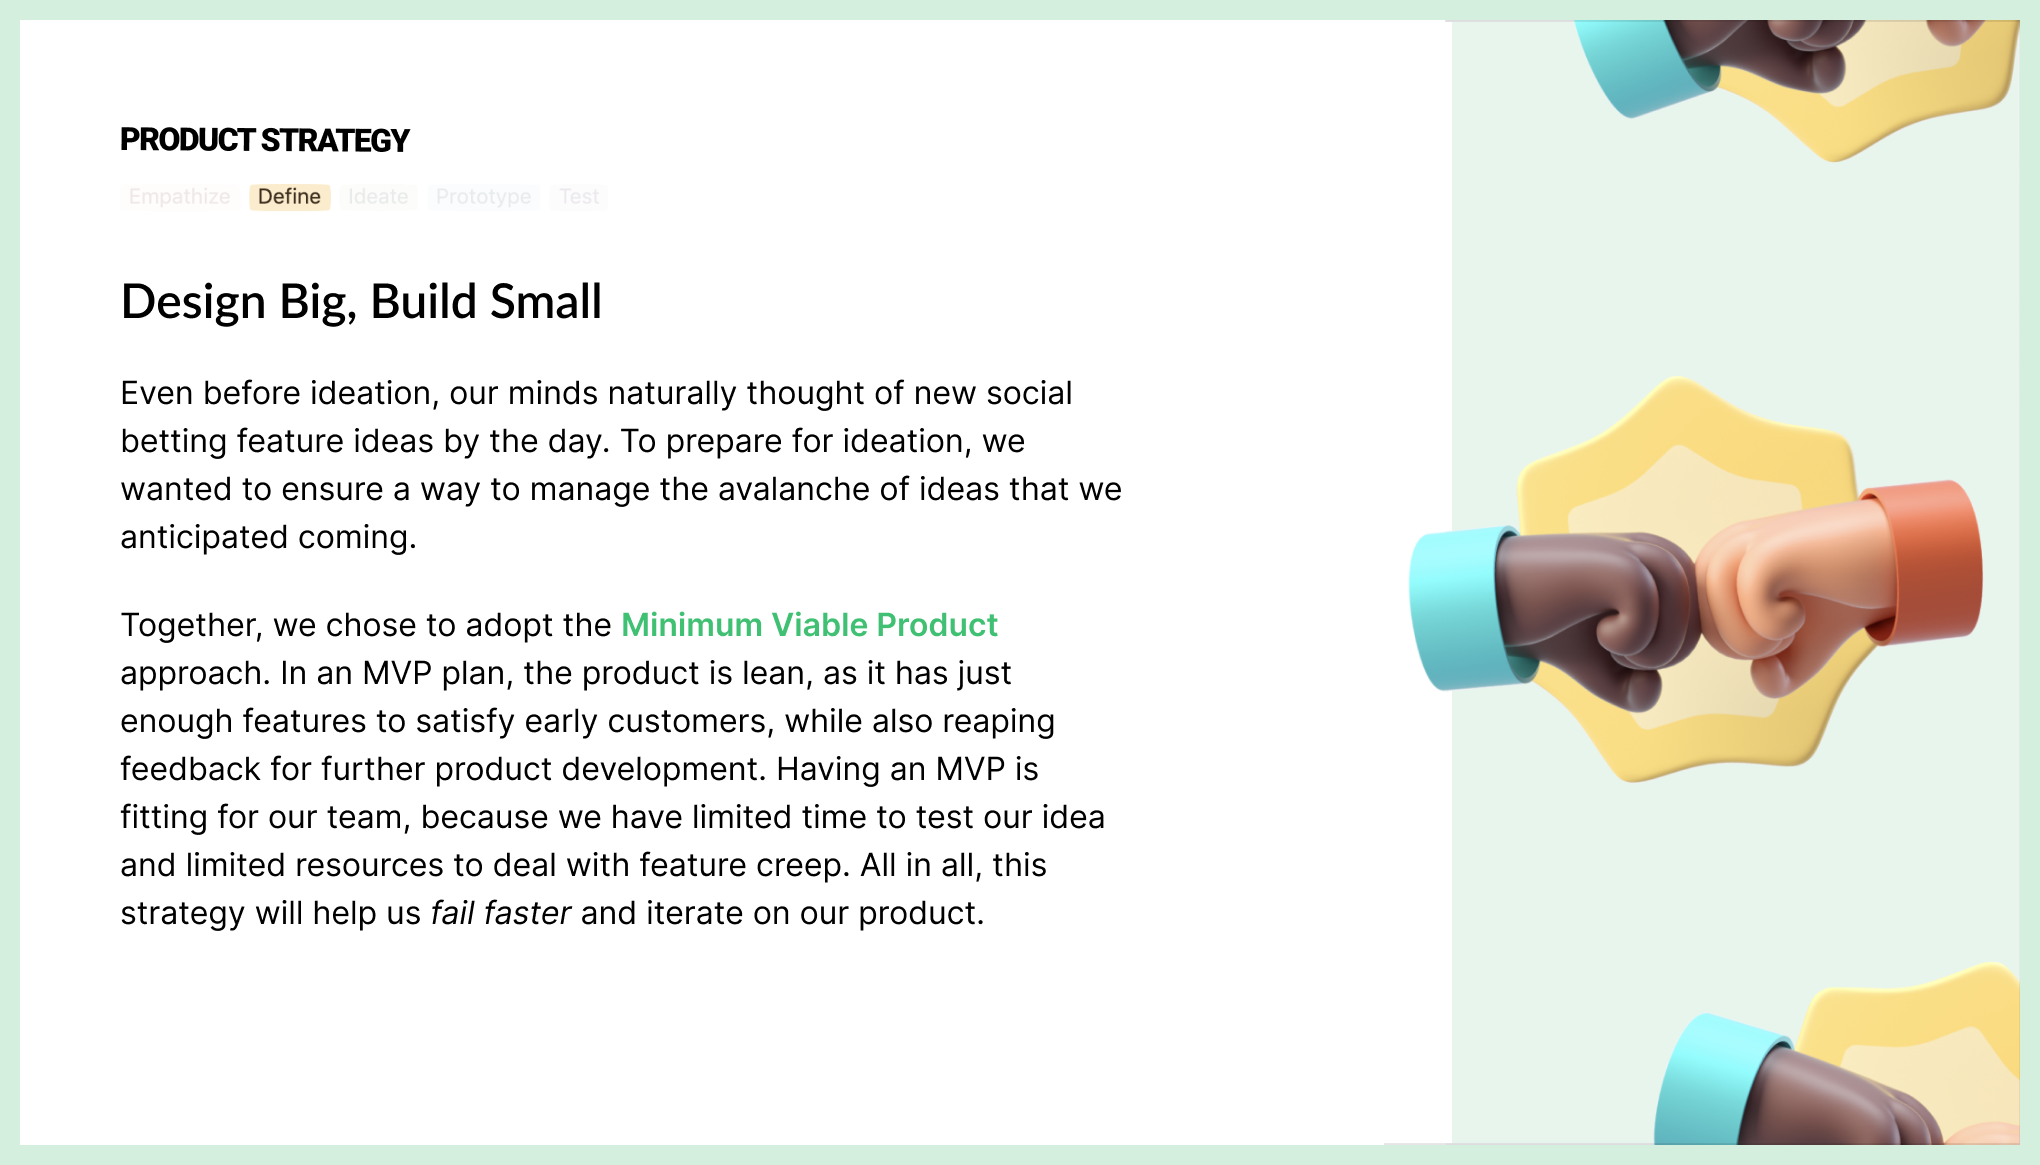 PRODUCT STRATEGY
Empathize Define Ideate Prototype Test
Design Big, Build Small
Even before ideation, our minds naturally thought of new social
betting feature ideas by the day. To prepare for ideation, we
wanted to ensure a way to manage the avalanche of ideas that we
anticipated coming.
Together, we chose to adopt the Minimum Viable Product
approach. In an MVP plan, the product is lean, as it has just
enough features to satisfy early customers, while also reaping
feedback for further product development. Having an MVP is
fitting for our team, because we have limited time to test our idea
and limited resources to deal with feature creep. All in all, this
strategy will help us fail faster and iterate on our product.